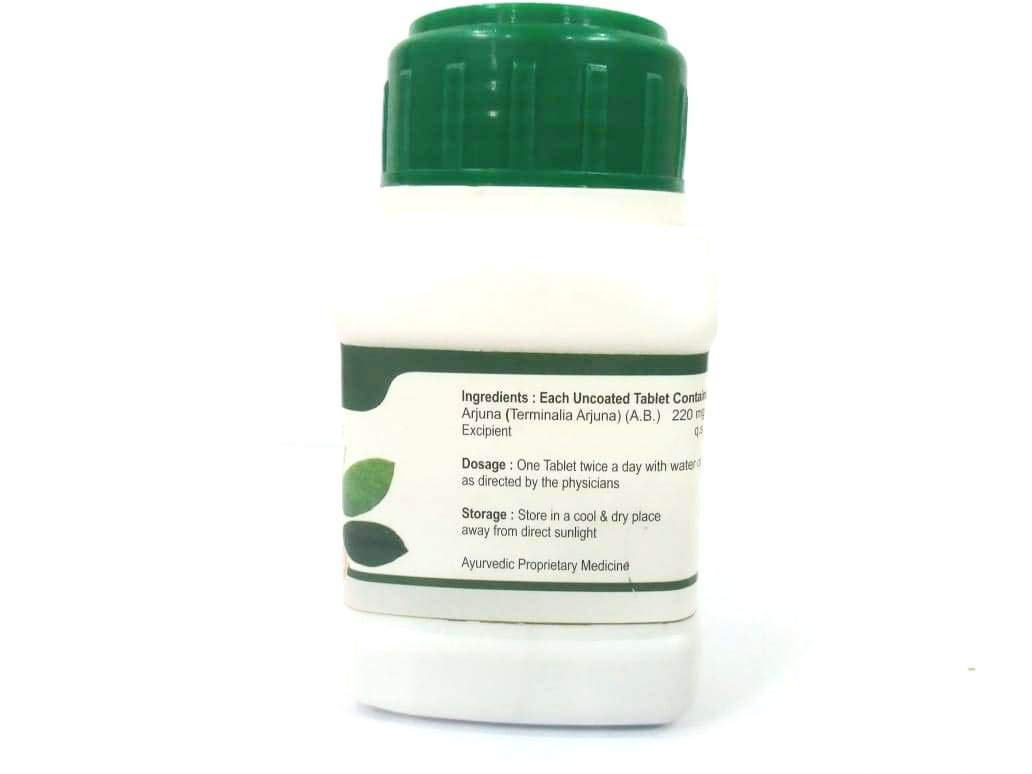 Ingredients : Each Uncoated Tablet Contain
Arjuna (Terminalia Arjuna) (A.B.) 220 mg
Excipient q.s
Dosage : One Tablet twice a day with water o
as directed by the physicians
Storage : Store in a cool & dry place
away from direct sunlight
Ayurvedic Proprietary Medicine